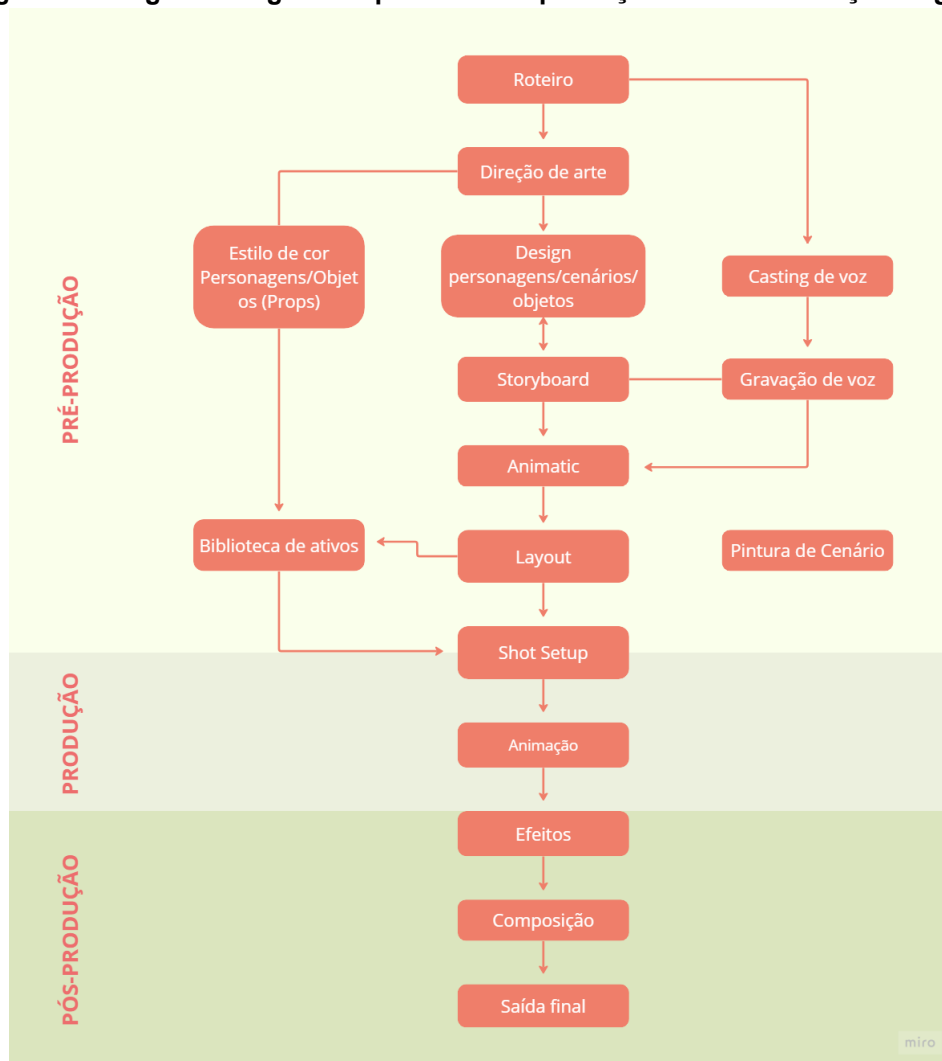 Roteiro
Direção de arte
Estilo de cor
Personagens/Objet
os (Props)
Design
personagens/cenários/
objetos
Casting de voz
PRÉ-PRODUÇÃO
Storyboard
Gravação de voz
Animatic
Biblioteca de ativos
Layout
Pintura de Cenário
Shot Setup
PRODUÇÃO
Animação
Efeitos
PÓS-PRODUÇÃO
Composição
Saída final
miro